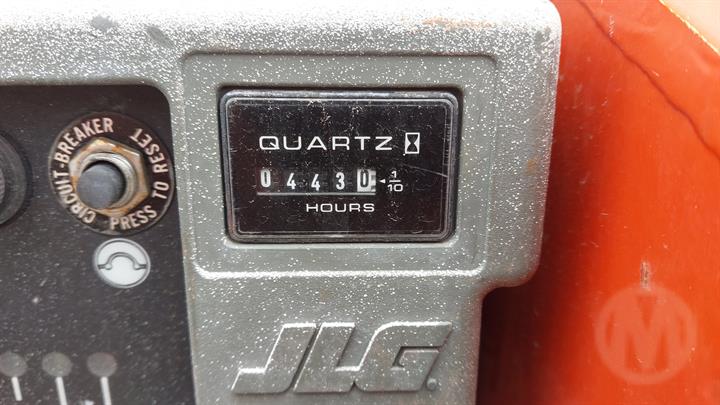 CIRCUIT-BREAKER
PRESS TO RESET
QUARTZ
04430 1/10
HOURS
JLG
M